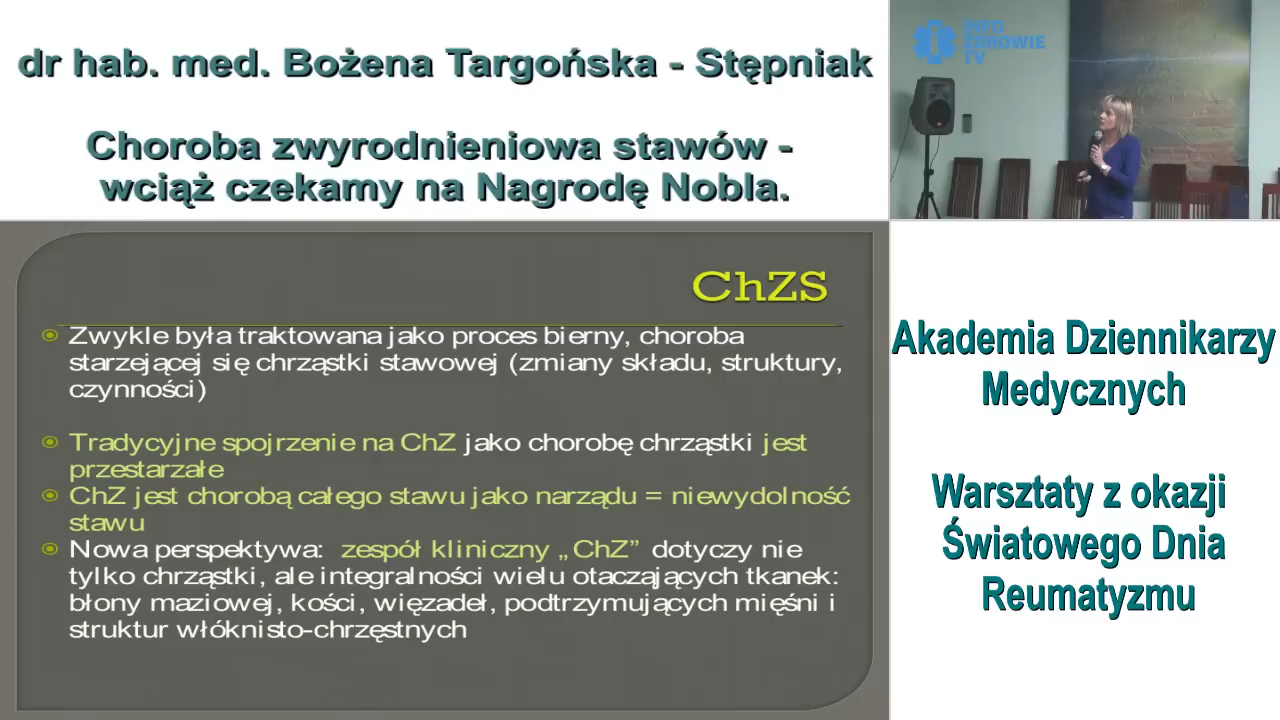 dr hab. med. Bożena Targońska - Stępniak
Choroba zwyrodnieniowa stawów -
wciąż czekamy na Nagrodę Nobla.
INFO
ZDROWIE
TV
ChZS
Zwykle była traktowana jako proces bierny, choroba
starzejącej się chrząstki stawowej (zmiany składu, struktury,
czynności)
Tradycyjne spojrzenie na ChZ jako chorobę chrząstki jest
przestarzałe
ChZ jest chorobą całego stawu jako narządu = niewydolność
stawu
Nowa perspektywa: zespół kliniczny „ChZ” dotyczy nie
tylko chrząstki, ale integralności wielu otaczających tkanek:
błony maziowej, kości, więzadeł, podtrzymujących mięśni i
struktur włóknisto-chrzęstnych
Akademia Dziennikarzy
Medycznych
Warsztaty z okazji
Światowego Dnia
Reumatyzmu